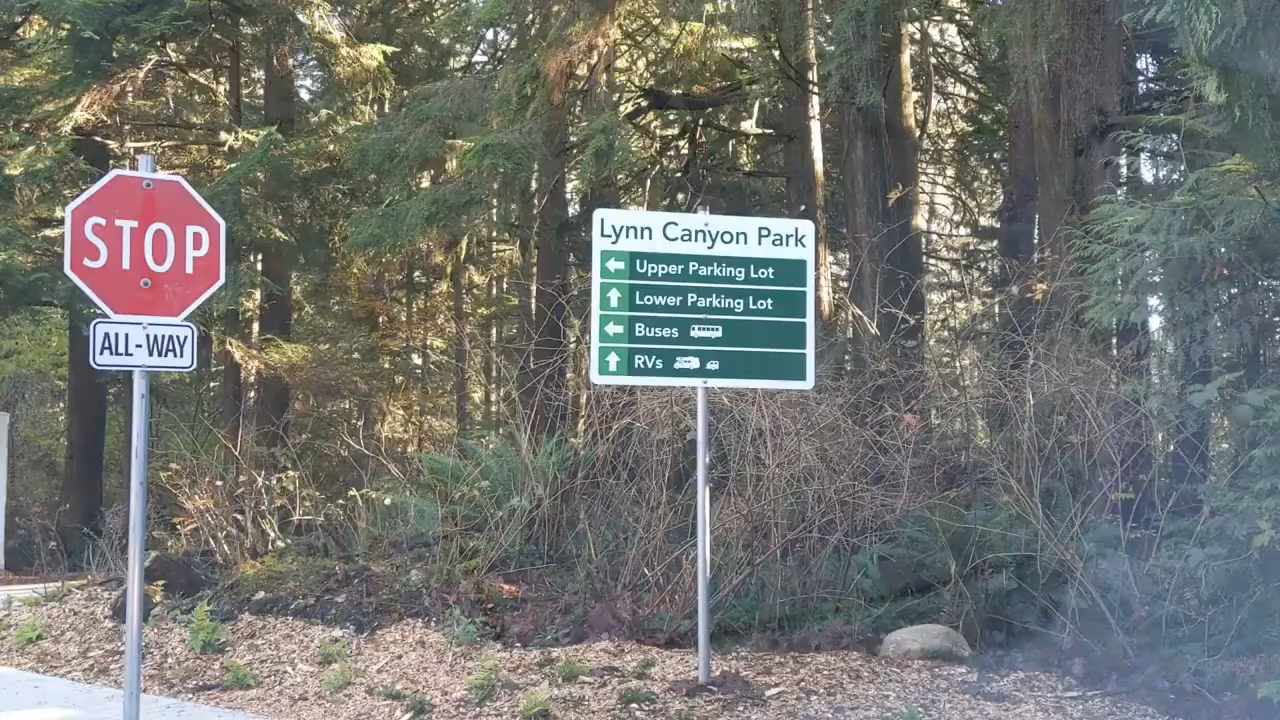 STOP
ALL-WAY
Lynn Canyon Park
Upper Parking Lot
Lower Parking Lot
Buses
RVs